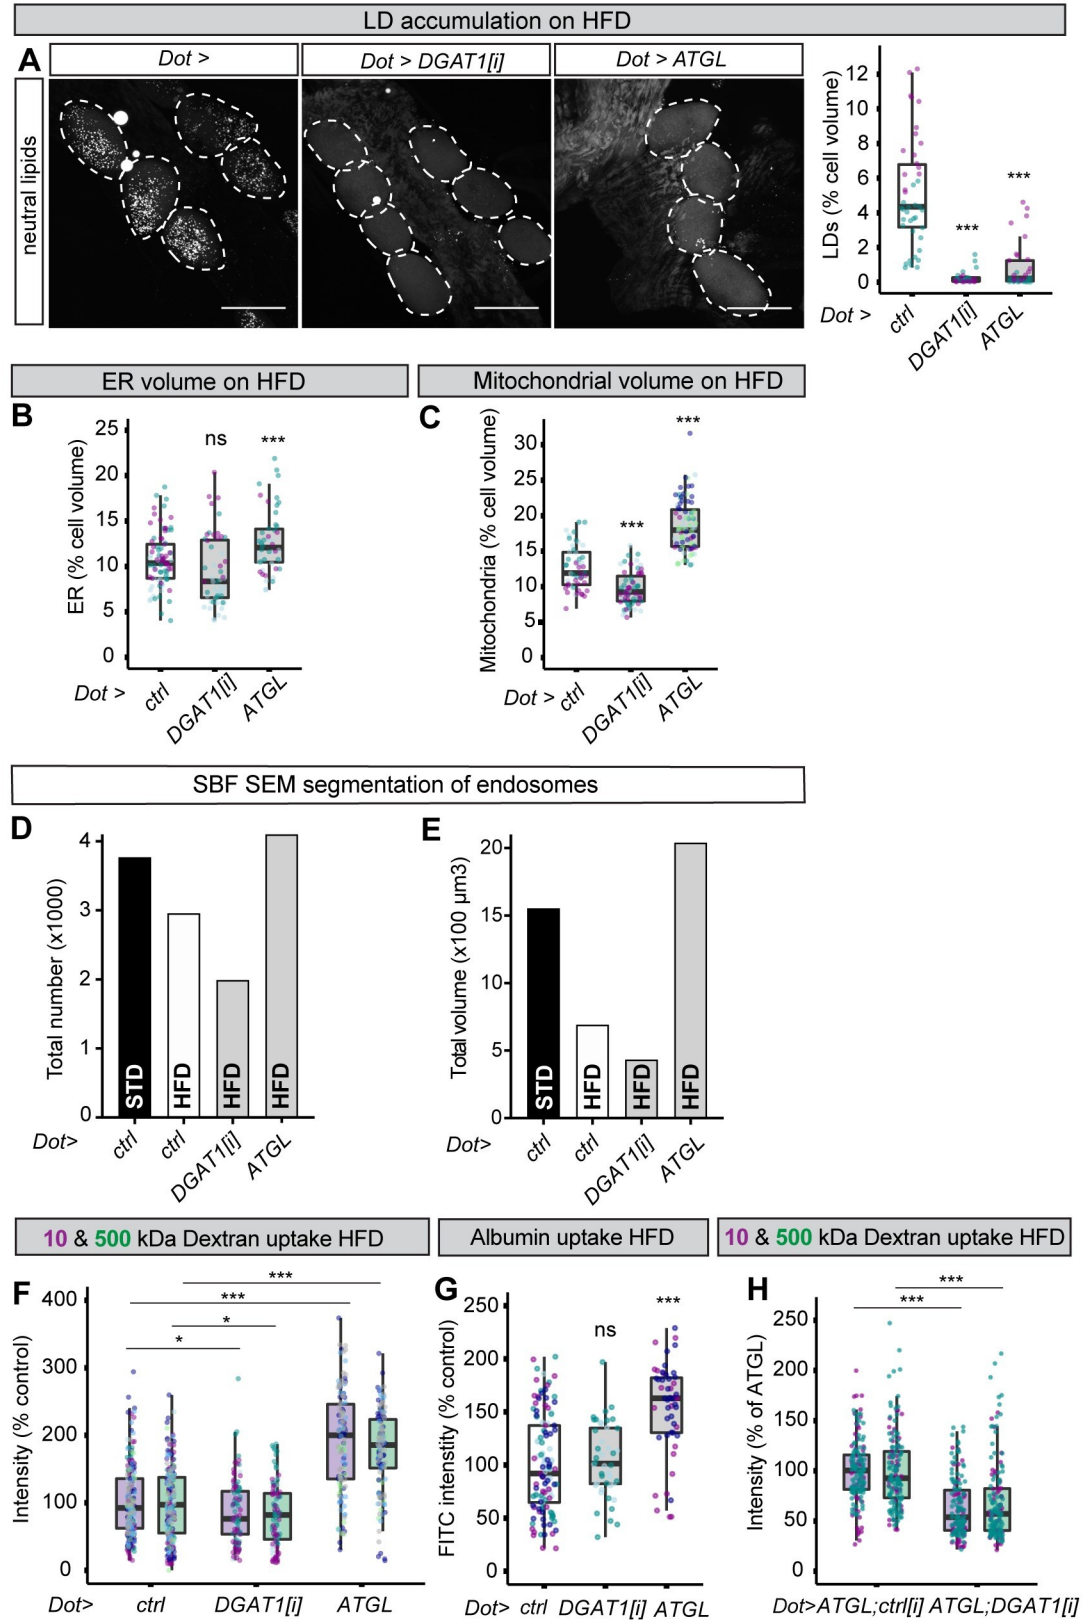 LD accumulation on HFD
A
Dot >
Dot > DGAT1[i]
Dot > ATGL
neutral lipids
LDs (% cell volume)
12
10
8
6
4
2
0
***
***
Dot >
ctrl
DGAT1[i]
ATGL
ER volume on HFD
B
ER (% cell volume)
25
20
15
10
5
0
ns
***
Dot >
ctrl
DGAT1[i]
ATGL
Mitochondrial volume on HFD
C
Mitochondria (% cell volume)
30
25
20
15
10
5
0
***
***
Dot >
ctrl
DGAT1[i]
ATGL
SBF SEM segmentation of endosomes
D
Total number (x1000)
4
3
2
1
0
STD
HFD
HFD
HFD
Dot>
ctrl
ctrl
DGAT1[i]
ATGL
E
Total volume (x100 µm3)
20
15
10
5
0
STD
HFD
HFD
HFD
Dot>
ctrl
ctrl
DGAT1[i]
ATGL
10 & 500 kDa Dextran uptake HFD
F
Intensity (% control)
400
300
200
100
0
***
***
*
*
Dot>
ctrl
DGAT1[i]
ATGL
Albumin uptake HFD
G
FITC intenstity (% control)
250
200
150
100
50
0
ns
***
Dot>
ctrl
DGAT1[i]
ATGL
10 & 500 kDa Dextran uptake HFD
H
Intensity (% of ATGL)
250
200
150
100
50
0
***
***
Dot>ATGL;ctrl[i] ATGL;DGAT1[i]